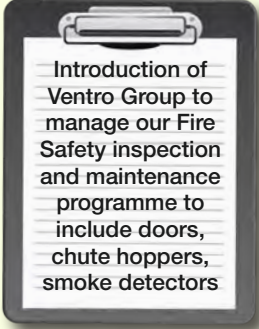 Introduction of
Ventro Group to
manage our Fire
Safety inspection
and maintenance
programme to
include doors,
chute hoppers,
smoke detectors